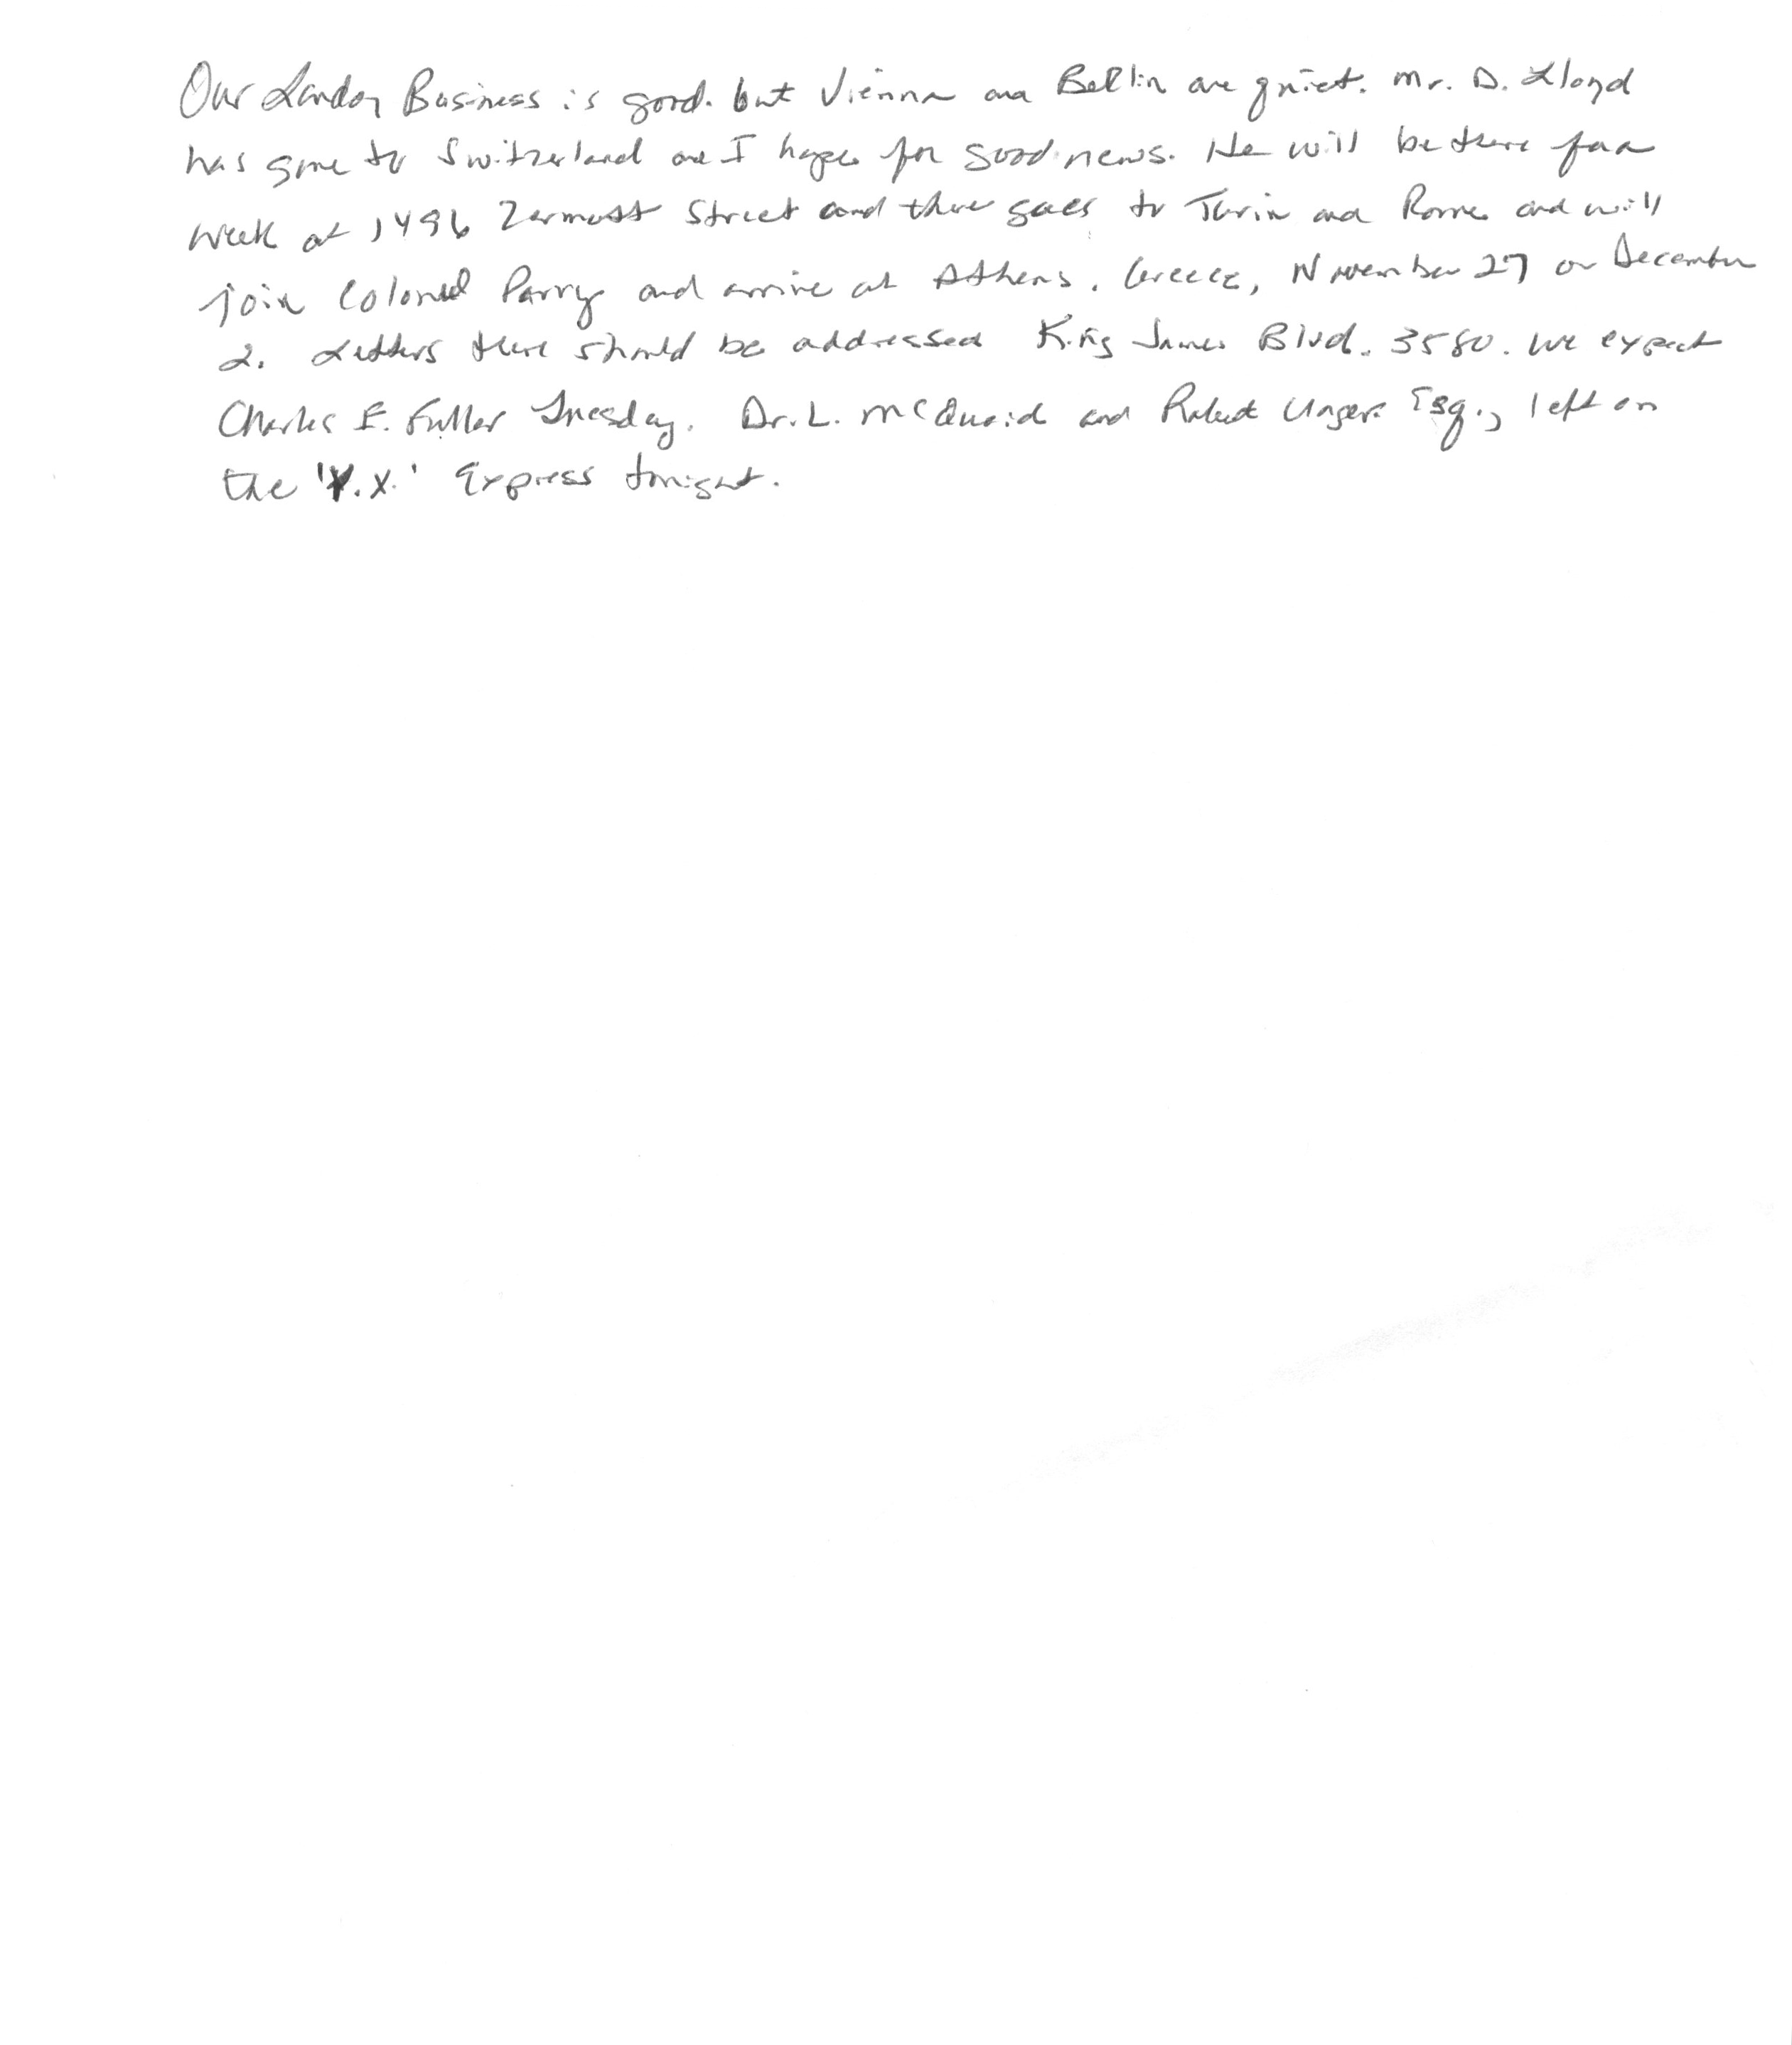 Our London Business is good. but Vienna and Berlin are quiet. Mr. D. Lloyd
has gone to Switzerland and I hope for good news. He will be there for a
week at 1496 Zermott Street and then goes to Turin and Rome and will
join Colonel Parry and arrive at Athens. Greece, November 27 or December
2. Letters there should be addressed King James Blvd. 3580. We expect
Charles E. Fuller Tuesday. Dr. L. McQuaid and Robert Unger. Esq., left on
the 'Y.X.' Express tonight.